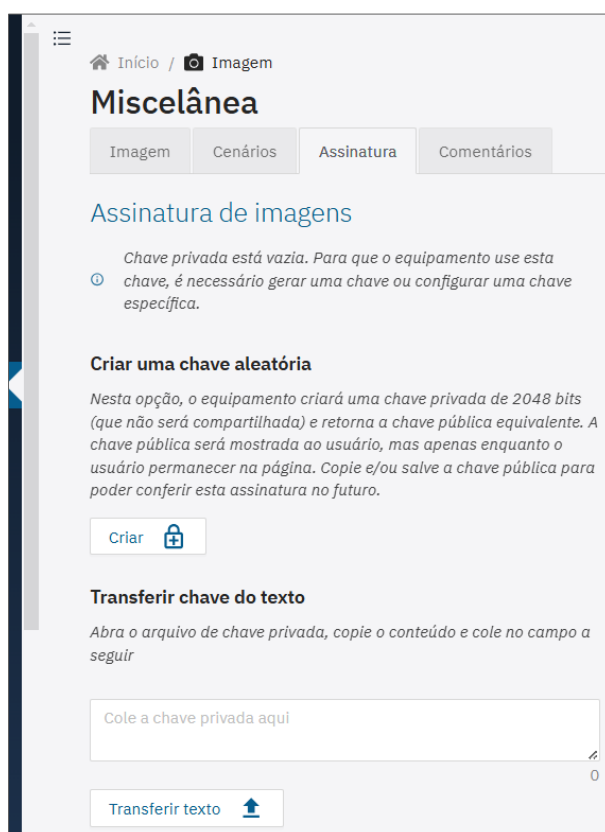 Início / Imagem
Miscelânea
Imagem Cenários Assinatura Comentários
Assinatura de imagens
Chave privada está vazia. Para que o equipamento use esta
chave, é necessário gerar uma chave ou configurar uma chave
específica.
Criar uma chave aleatória
Nesta opção, o equipamento criará uma chave privada de 2048 bits
(que não será compartilhada) e retorna a chave pública equivalente. A
chave pública será mostrada ao usuário, mas apenas enquanto o
usuário permanecer na página. Copie e/ou salve a chave pública para
poder conferir esta assinatura no futuro.
Criar
Transferir chave do texto
Abra o arquivo de chave privada, copie o conteúdo e cole no campo a
seguir
Cole a chave privada aqui
0
Transferir texto